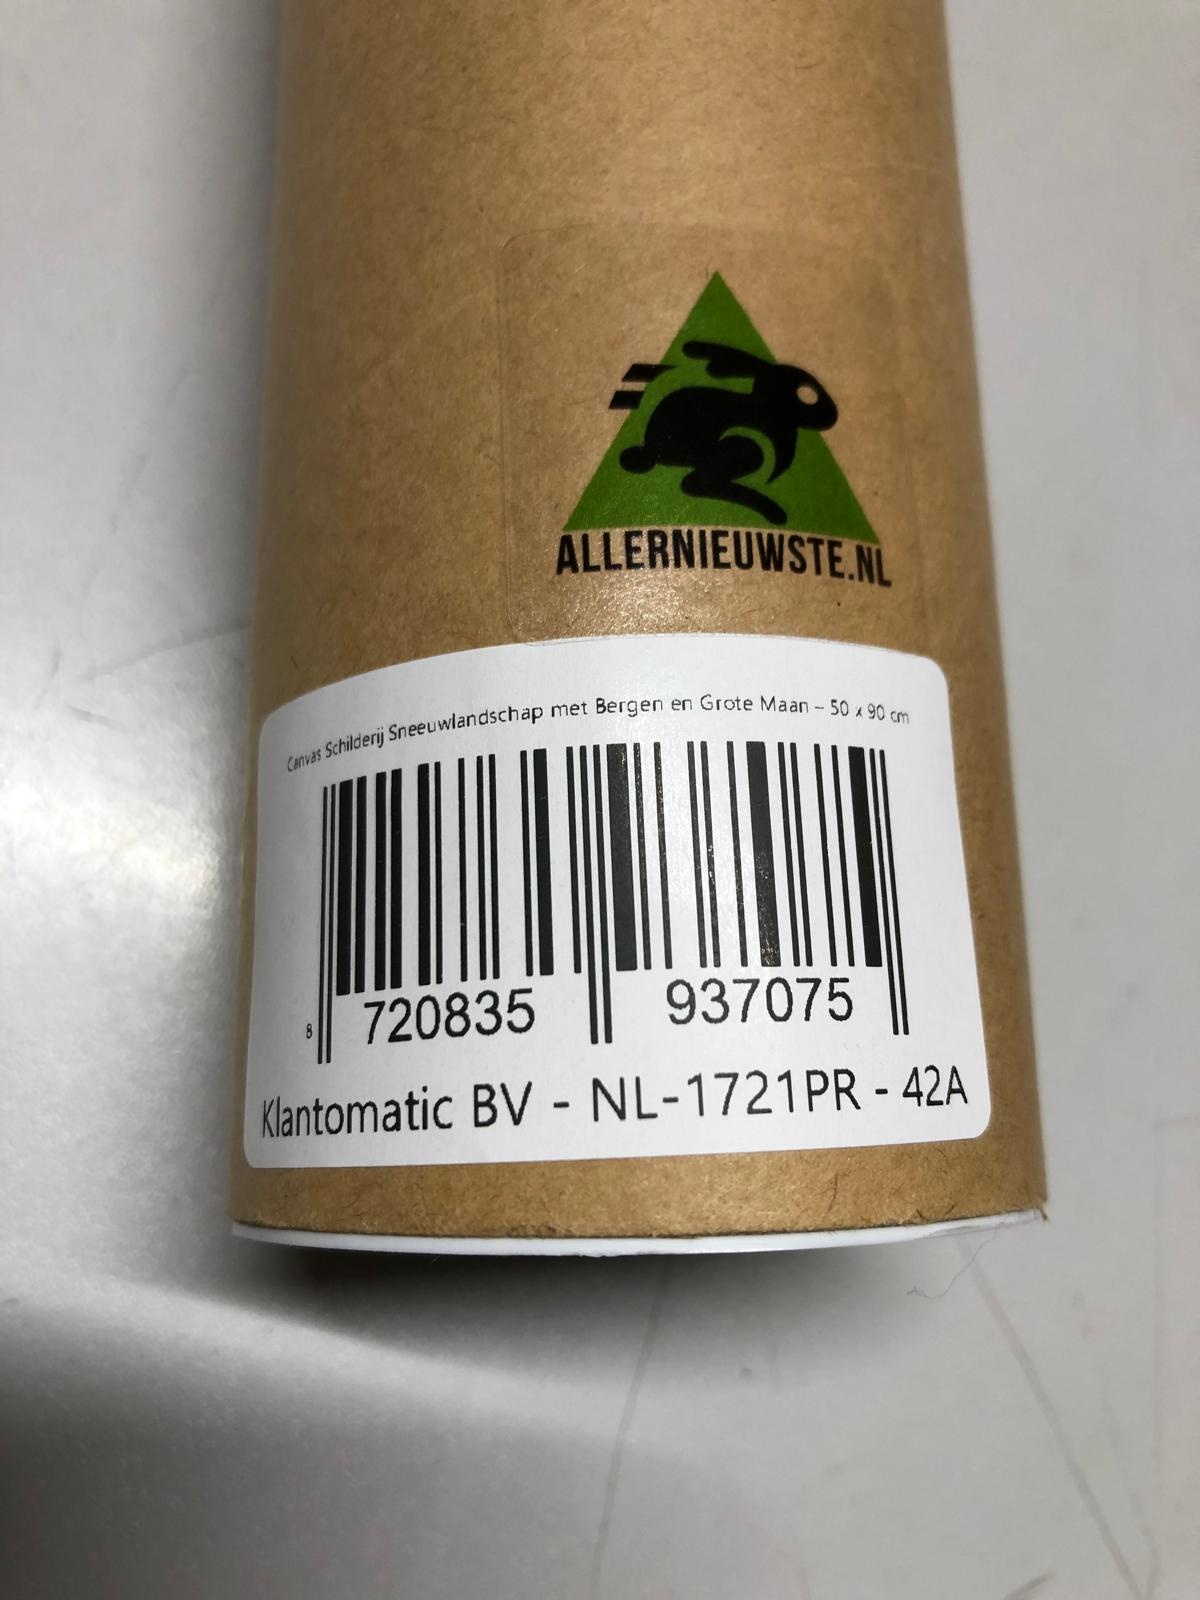 ALLERNIEUWSTE.NL
Canvas Schilderij Sneeuwlandschap met Bergen en Grote Maan – 50 x 90 cm
8 720835 937075
Klantomatic BV - NL-1721PR - 42A